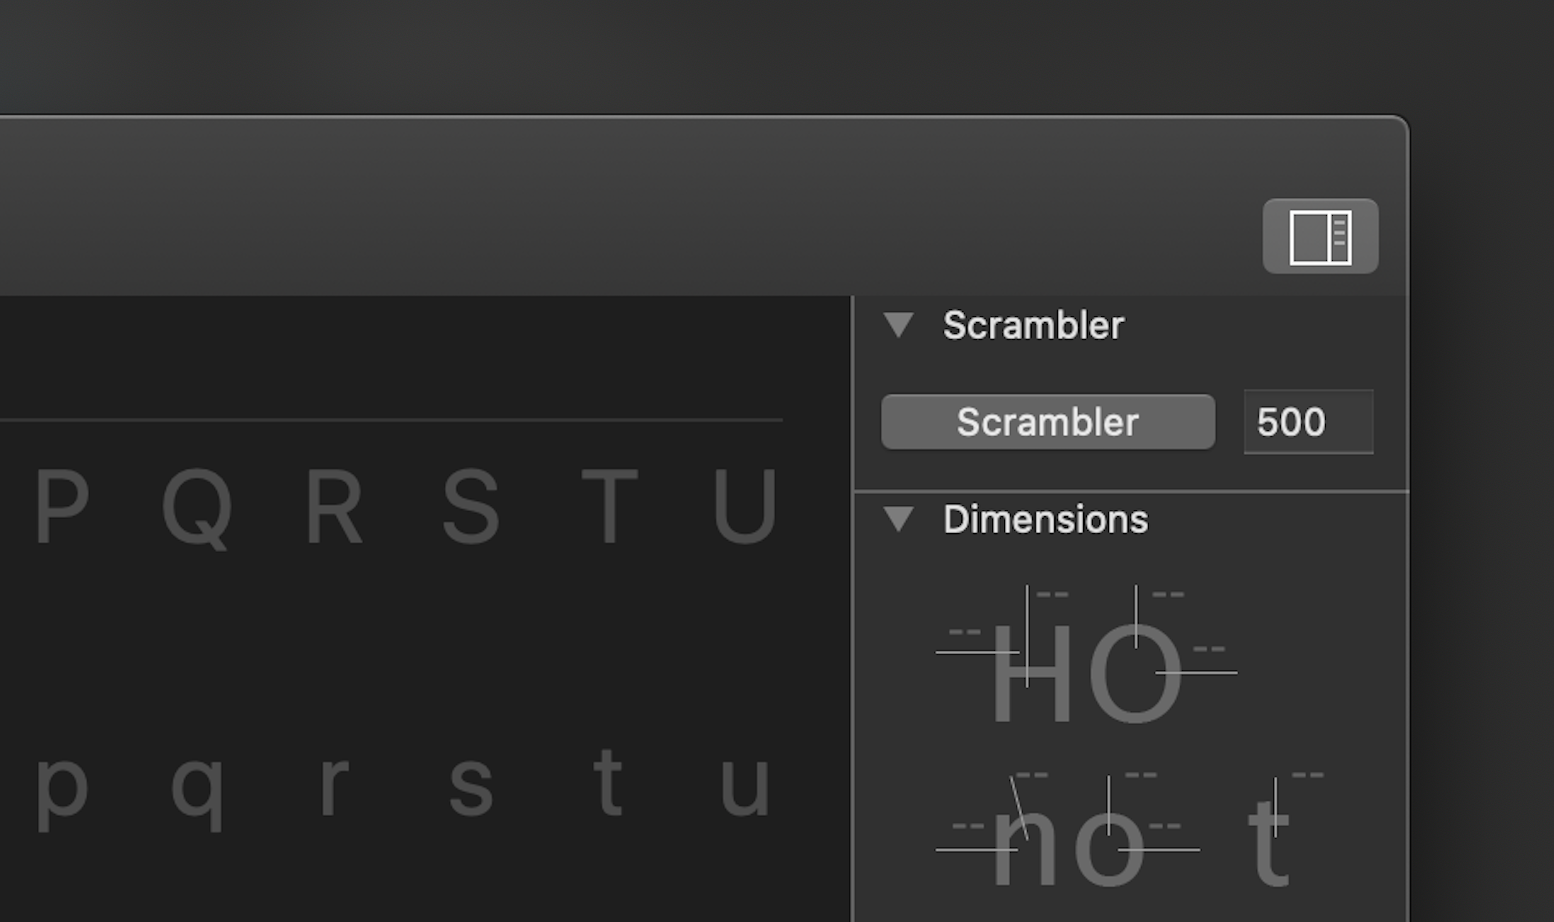 Scrambler
Scrambler 500
P Q R S T U
Dimensions
-- --
-- HO --
p q r s t u
-- -- --
-- no -- t